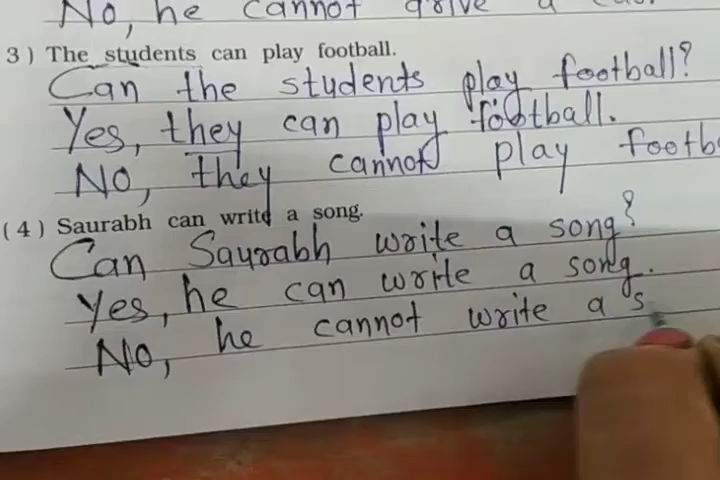 No, he cannot drive a
3) The students can play football.
Can the students play football?
Yes, they can play football.
No, they cannot play footb
(4) Saurabh can write a song.
Can Saurabh write a song?
Yes, he can write a song.
No, he cannot write a s